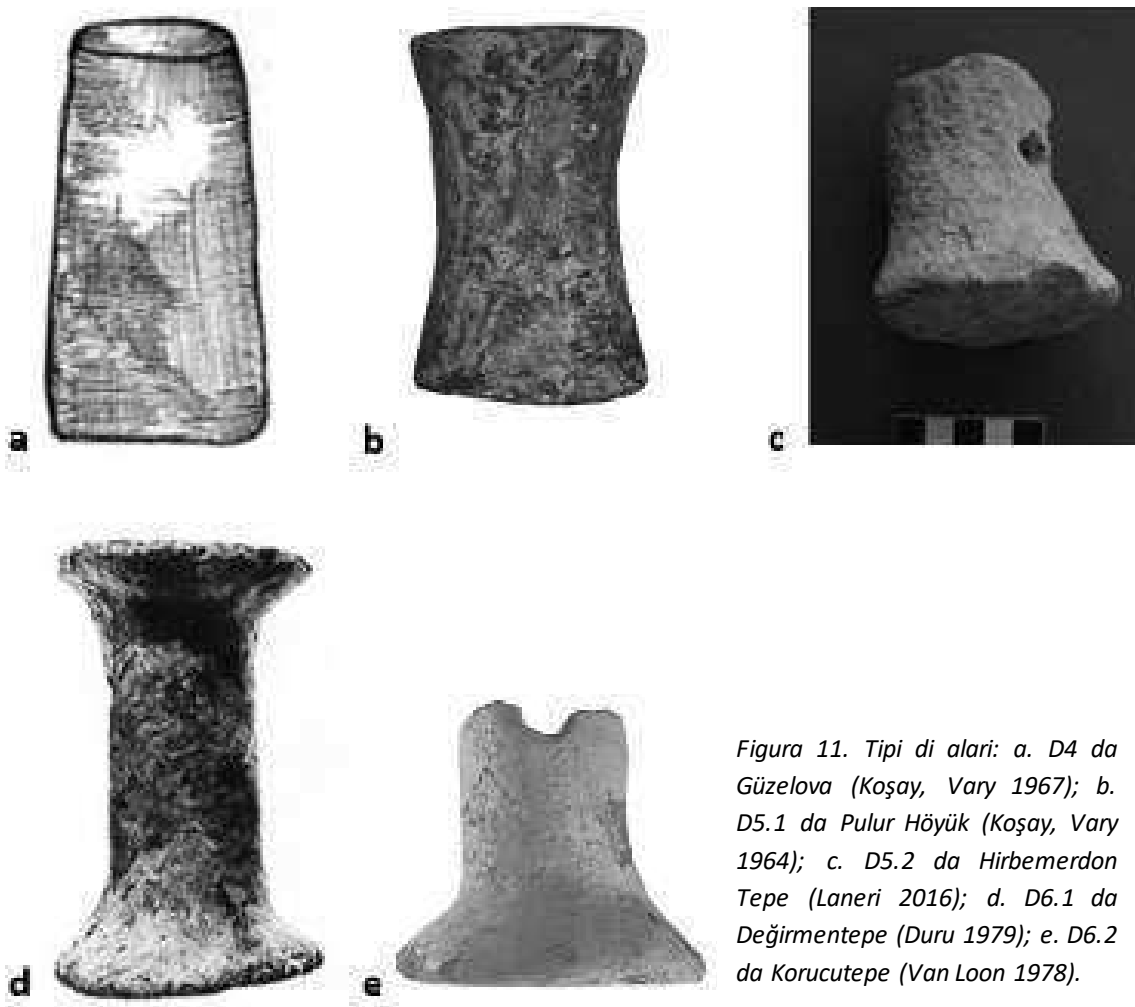 a
b
c
d
e
Figura 11. Tipi di alari: a. D4 da
Güzelova (Koşay, Vary 1967); b.
D5.1 da Pulur Höyük (Koşay, Vary
1964); c. D5.2 da Hirbemerdon
Tepe (Laneri 2016); d. D6.1 da
Değirmentepe (Duru 1979); e. D6.2
da Korucutepe (Van Loon 1978).